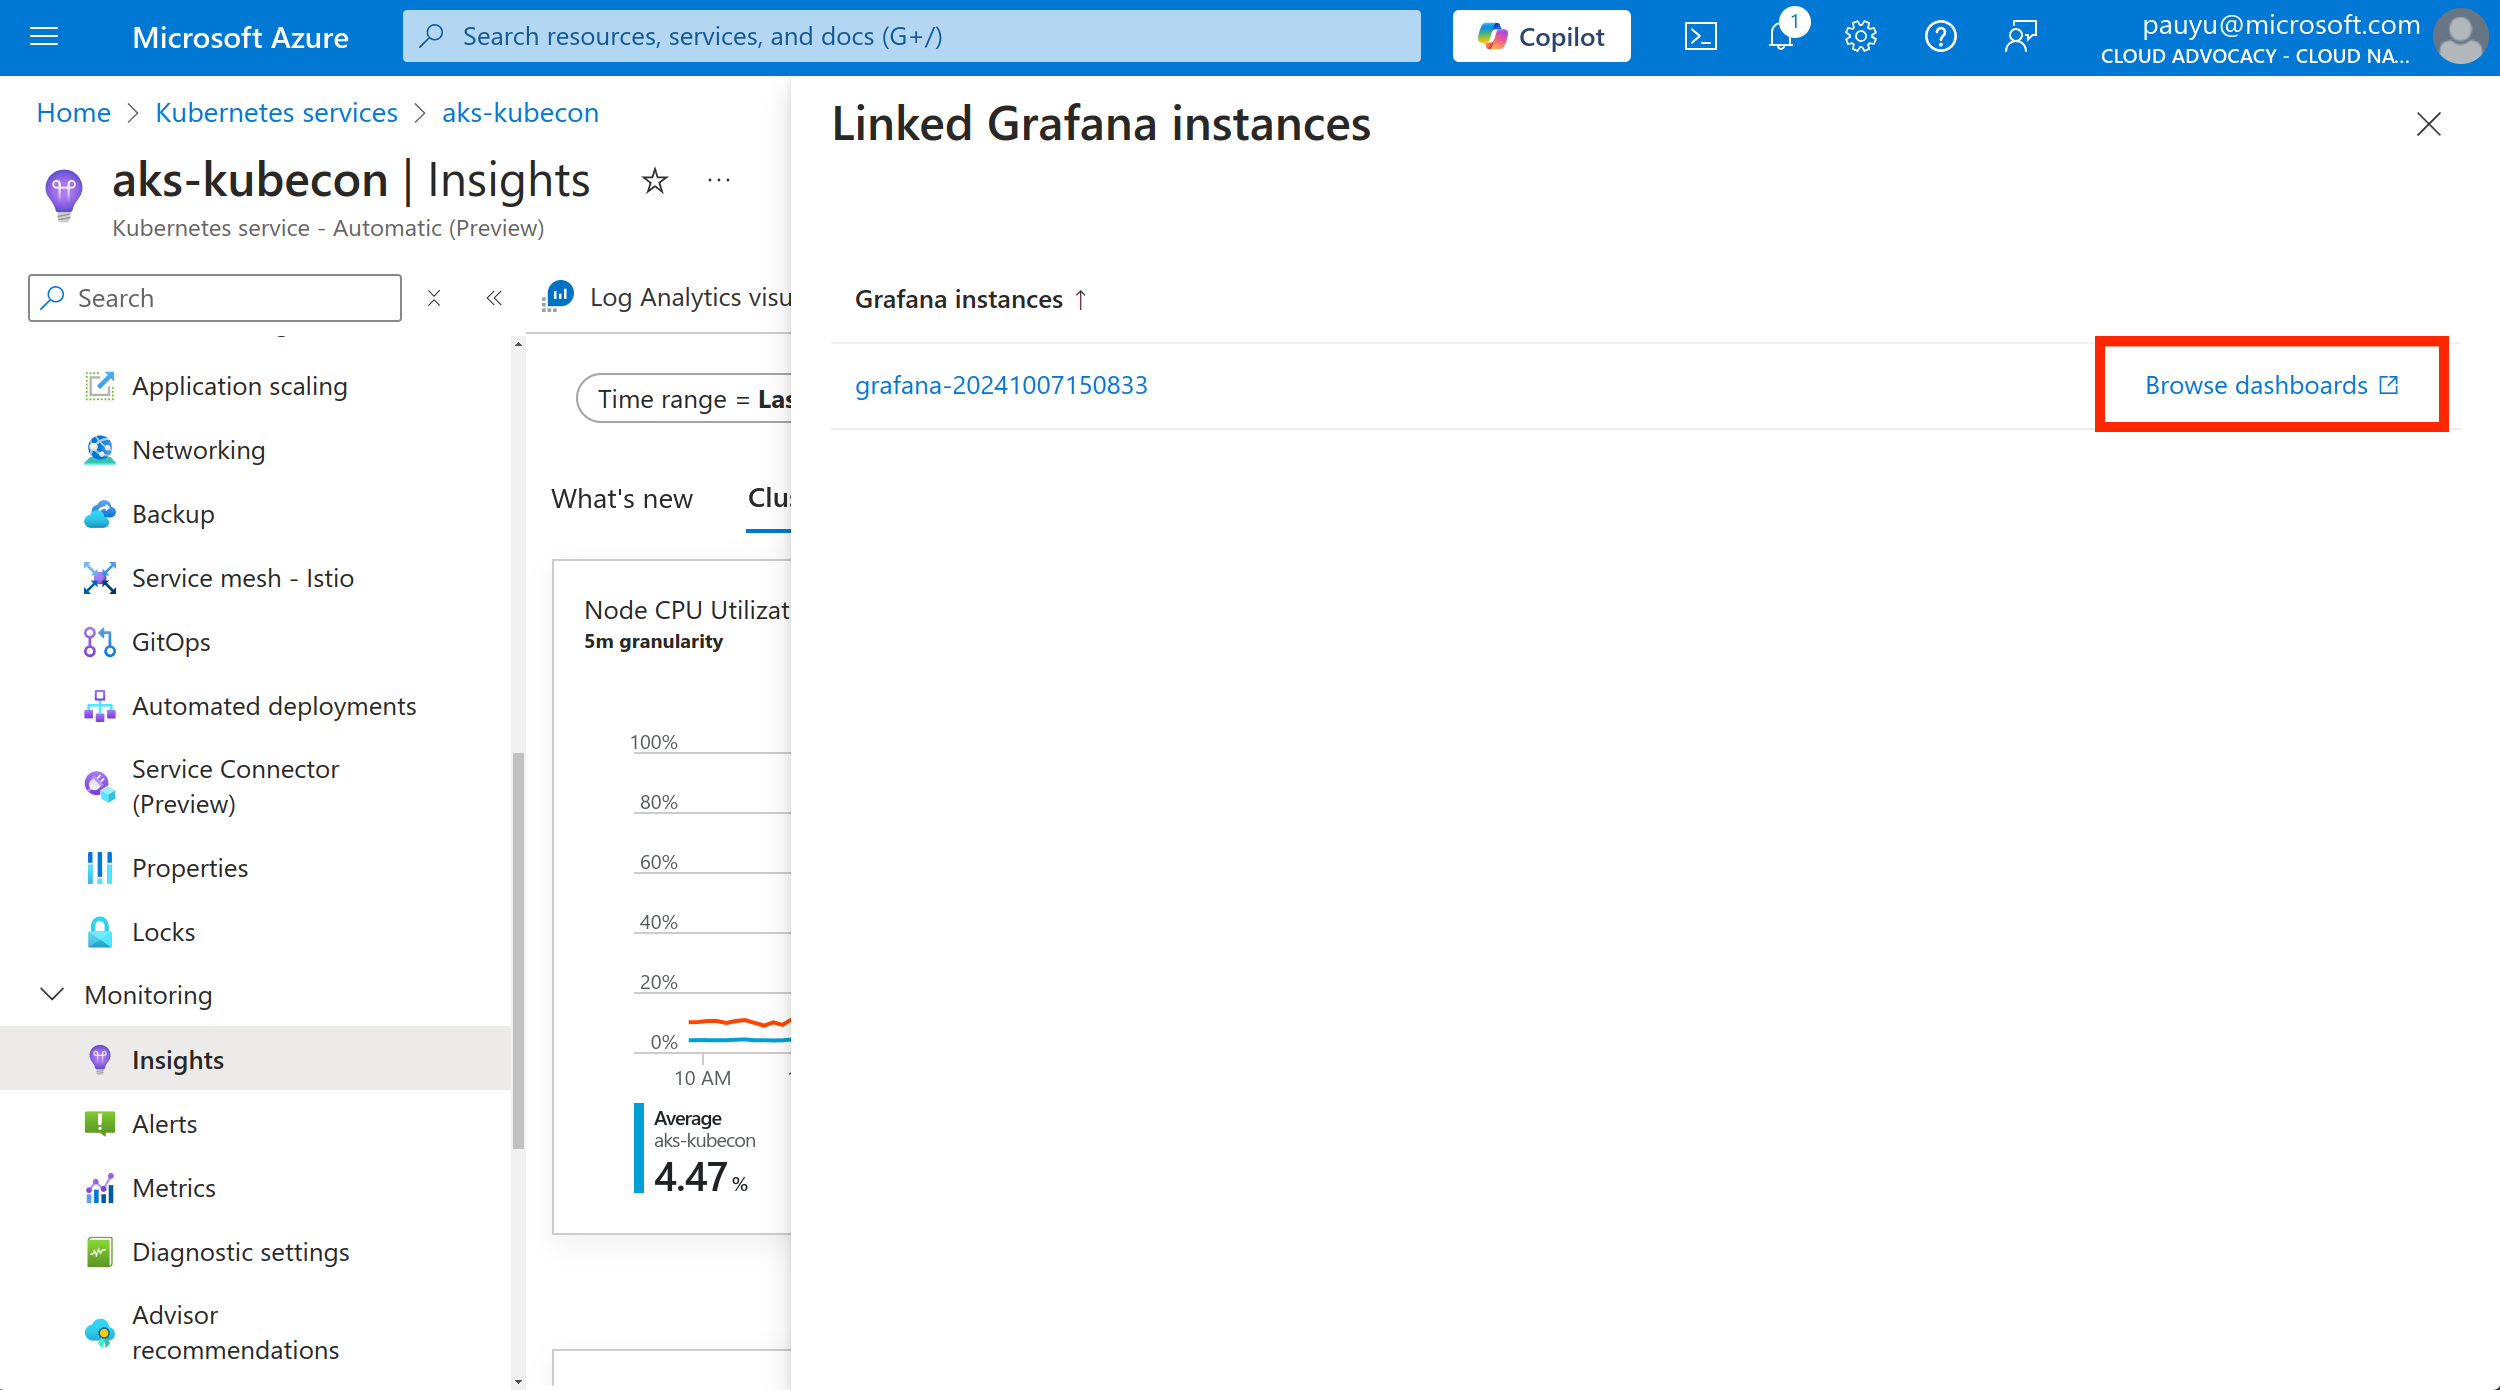 Microsoft Azure
Search resources, services, and docs (G+/)
Copilot
1
pauyu@microsoft.com
CLOUD ADVOCACY - CLOUD NA...
Home > Kubernetes services > aks-kubecon
aks-kubecon | Insights
Kubernetes service - Automatic (Preview)
Search
Application scaling
Networking
Backup
Service mesh - Istio
GitOps
Automated deployments
Service Connector
(Preview)
Properties
Locks
Monitoring
Insights
Alerts
Metrics
Diagnostic settings
Advisor
recommendations
Log Analytics visu
Time range = Las
What's new
Clus
Node CPU Utilizat
5m granularity
100%
80%
60%
40%
20%
0%
10 AM
Average
aks-kubecon
4.47 %
Linked Grafana instances
Grafana instances ↑
grafana-20241007150833
Browse dashboards